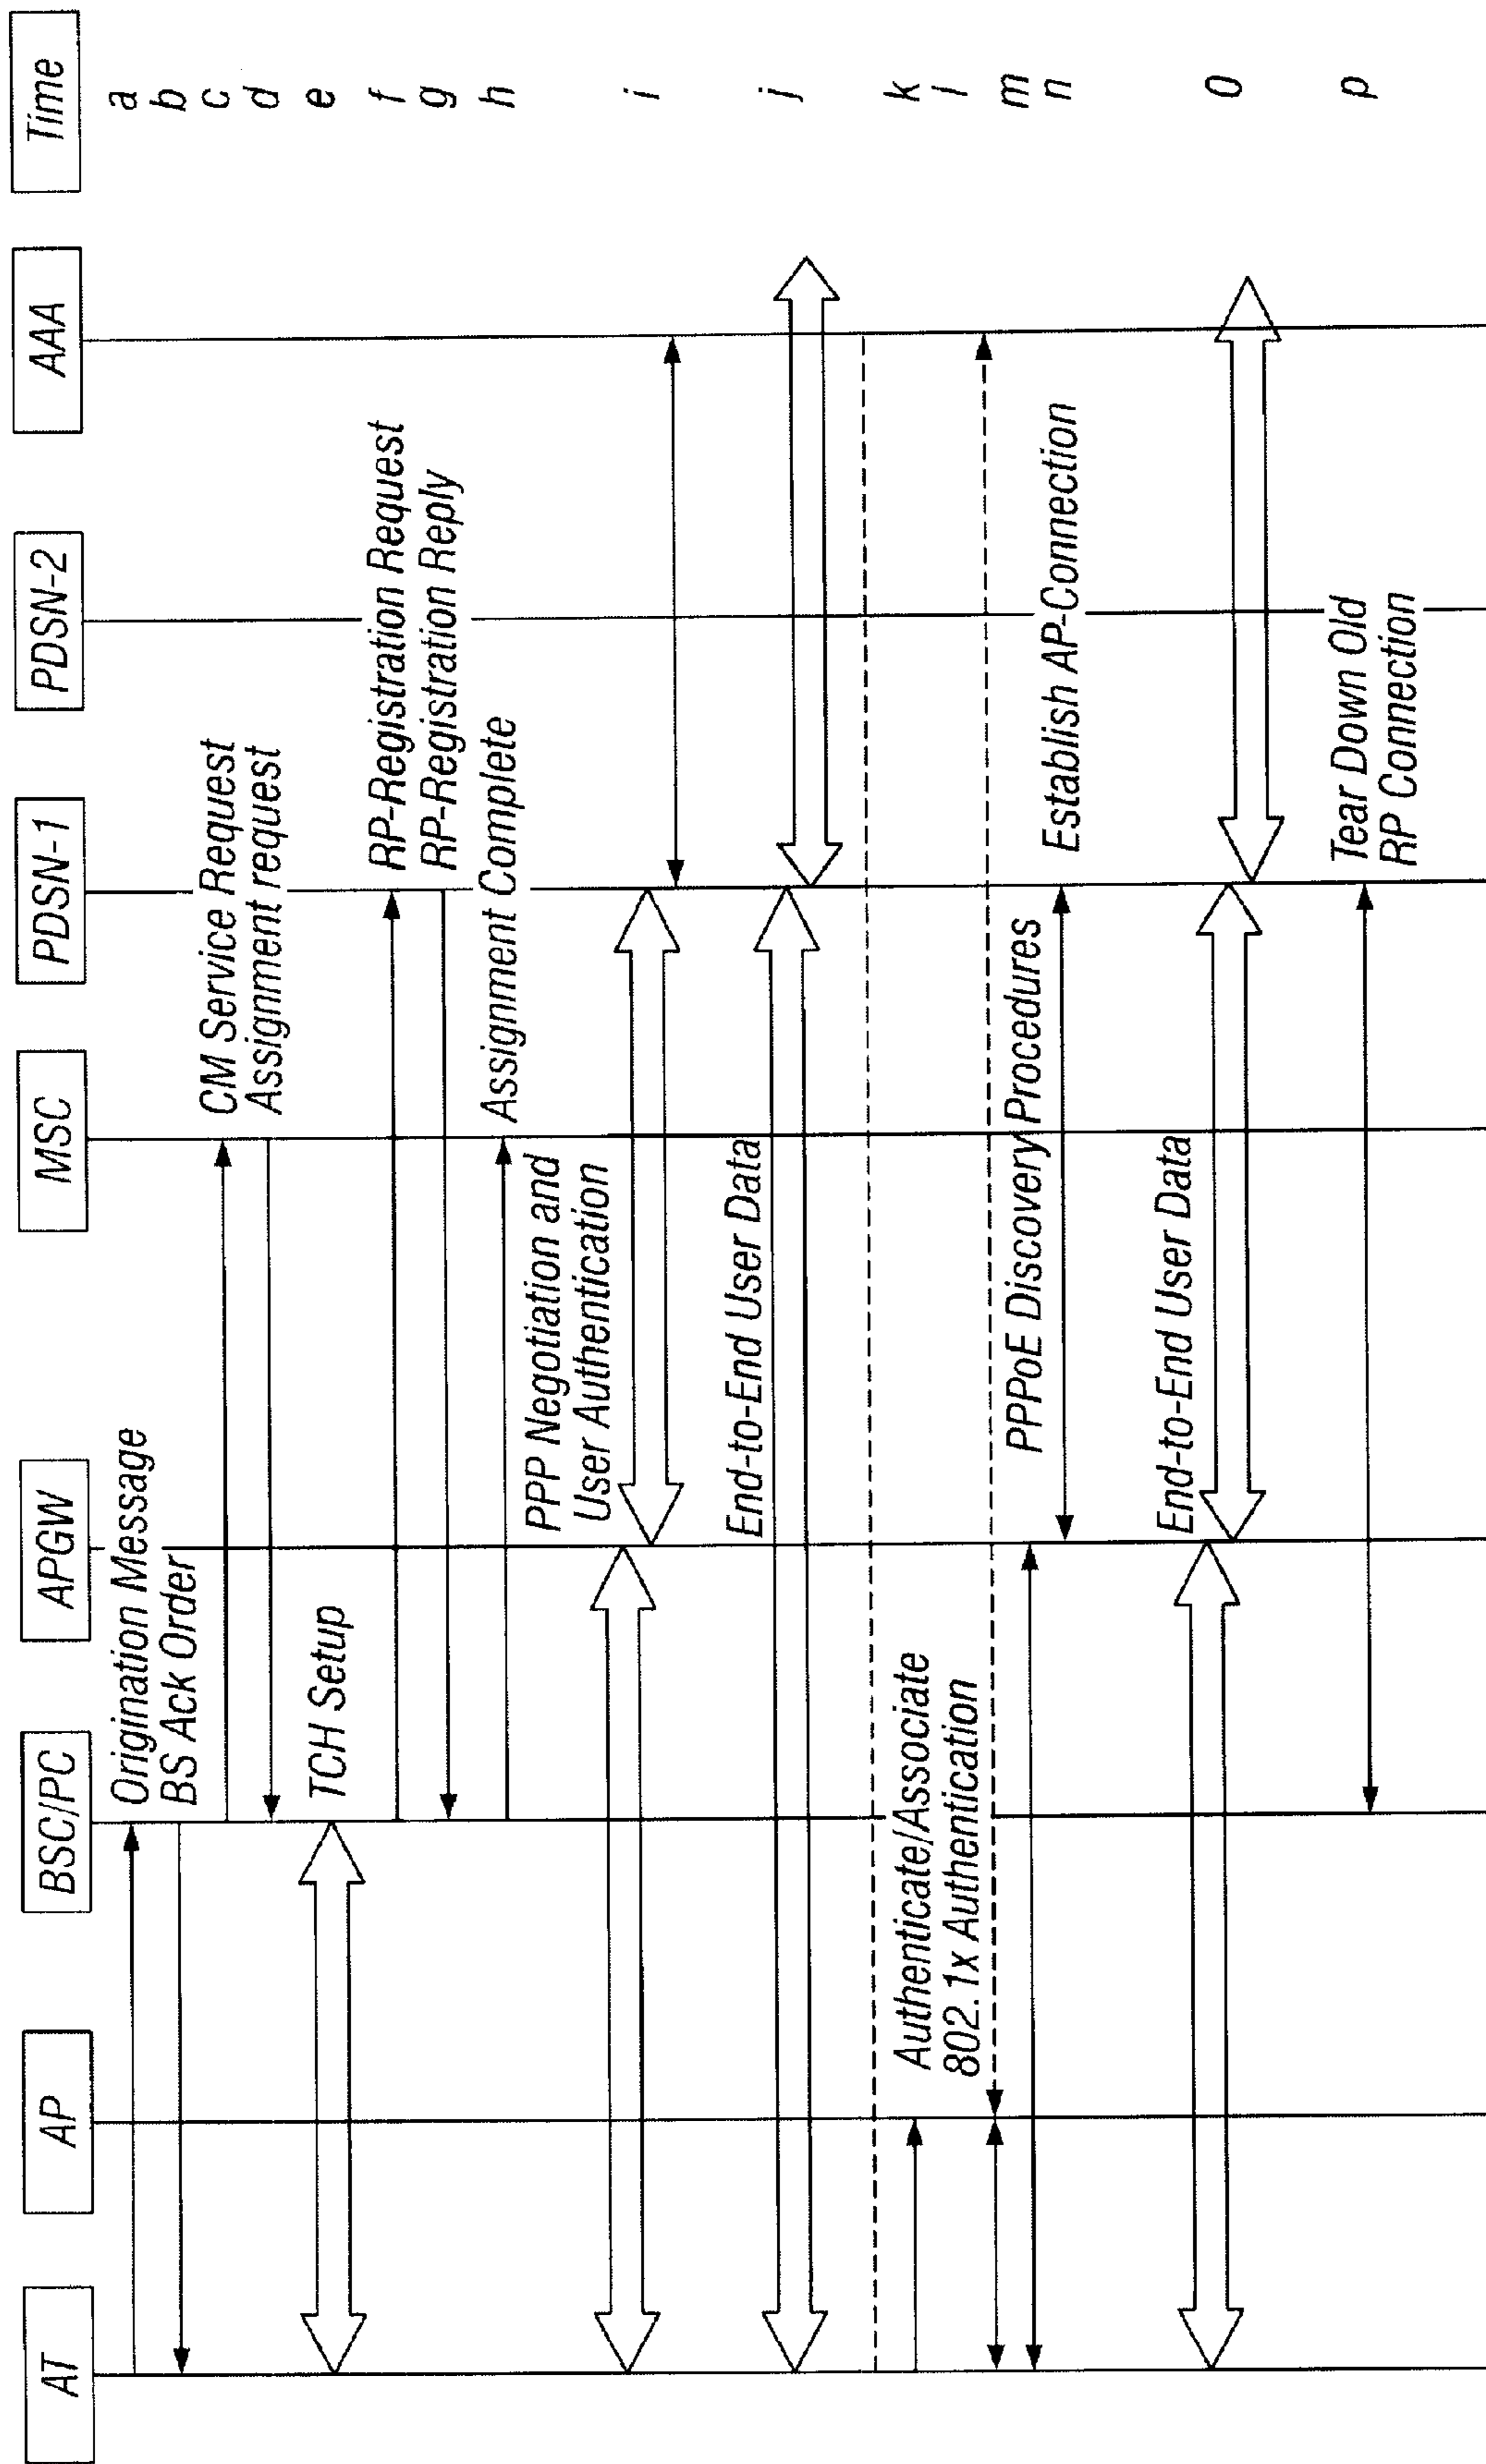 AT
AP
BSC/PC
APGW
MSC
PDSN-1
PDSN-2
AAA
Time
Origination Message
a
BS Ack Order
b
CM Service Request
c
Assignment request
d
TCH Setup
e
RP-Registration Request
f
RP-Registration Reply
g
Assignment Complete
h
PPP Negotiation and
User Authentication
i
End-to-End User Data
j
Authenticate/Associate
k
802.1x Authentication
l
PPPoE Discovery Procedures
m
Establish AP-Connection
n
End-to-End User Data
o
Tear Down Old
RP Connection
p